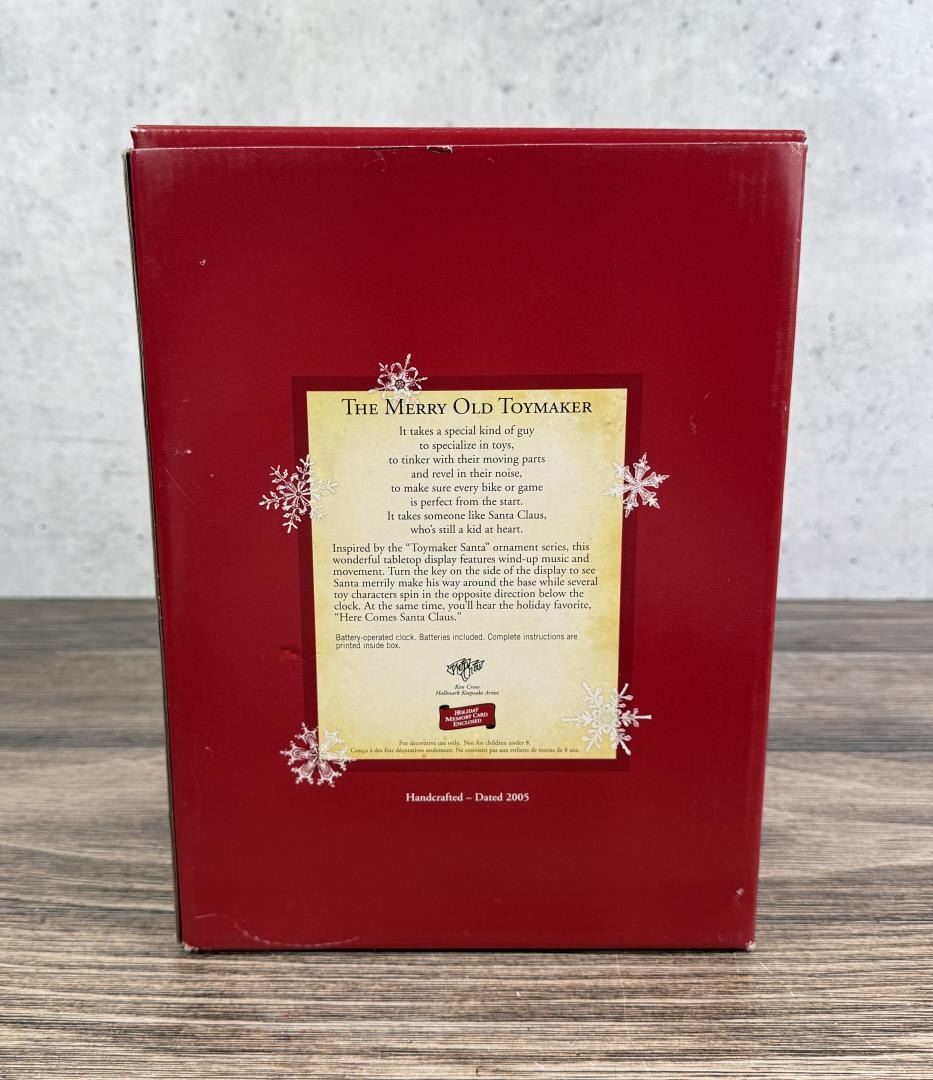 THE MERRY OLD TOYMAKER
It takes a special kind of guy
to specialize in toys,
to tinker with their moving parts
and revel in their noise,
to make sure every bike or game
is perfect from the start.
It takes someone like Santa Claus,
who's still a kid at heart.
Inspired by the "Toymaker Santa" ornament series, this
wonderful tabletop display features wind-up music and
movement. Turn the key on the side of the display to see
Santa merrily make his way around the base while several
toy characters spin in the opposite direction below the
clock. At the same time, you'll hear the holiday favorite,
"Here Comes Santa Claus."
Battery-operated clock. Batteries included. Complete instructions are
printed inside box.
Ken Crow
Hallmark Keepsake Artist
HOLIDAY
MEMORY CARD
ENCLOSED
For decorative use only. Not for children under 8.
Conçu à des fins décoratives seulement. Ne convient pas aux enfants de moins de 8 ans.
Handcrafted – Dated 2005